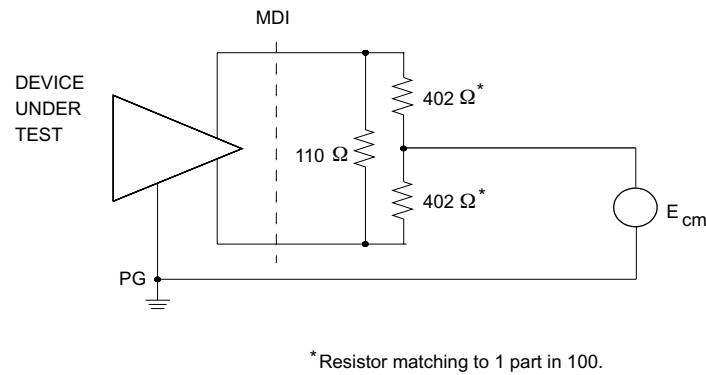 MDI
DEVICE
UNDER
TEST
402 Ω*
110 Ω
402 Ω*
E cm
PG
*Resistor matching to 1 part in 100.